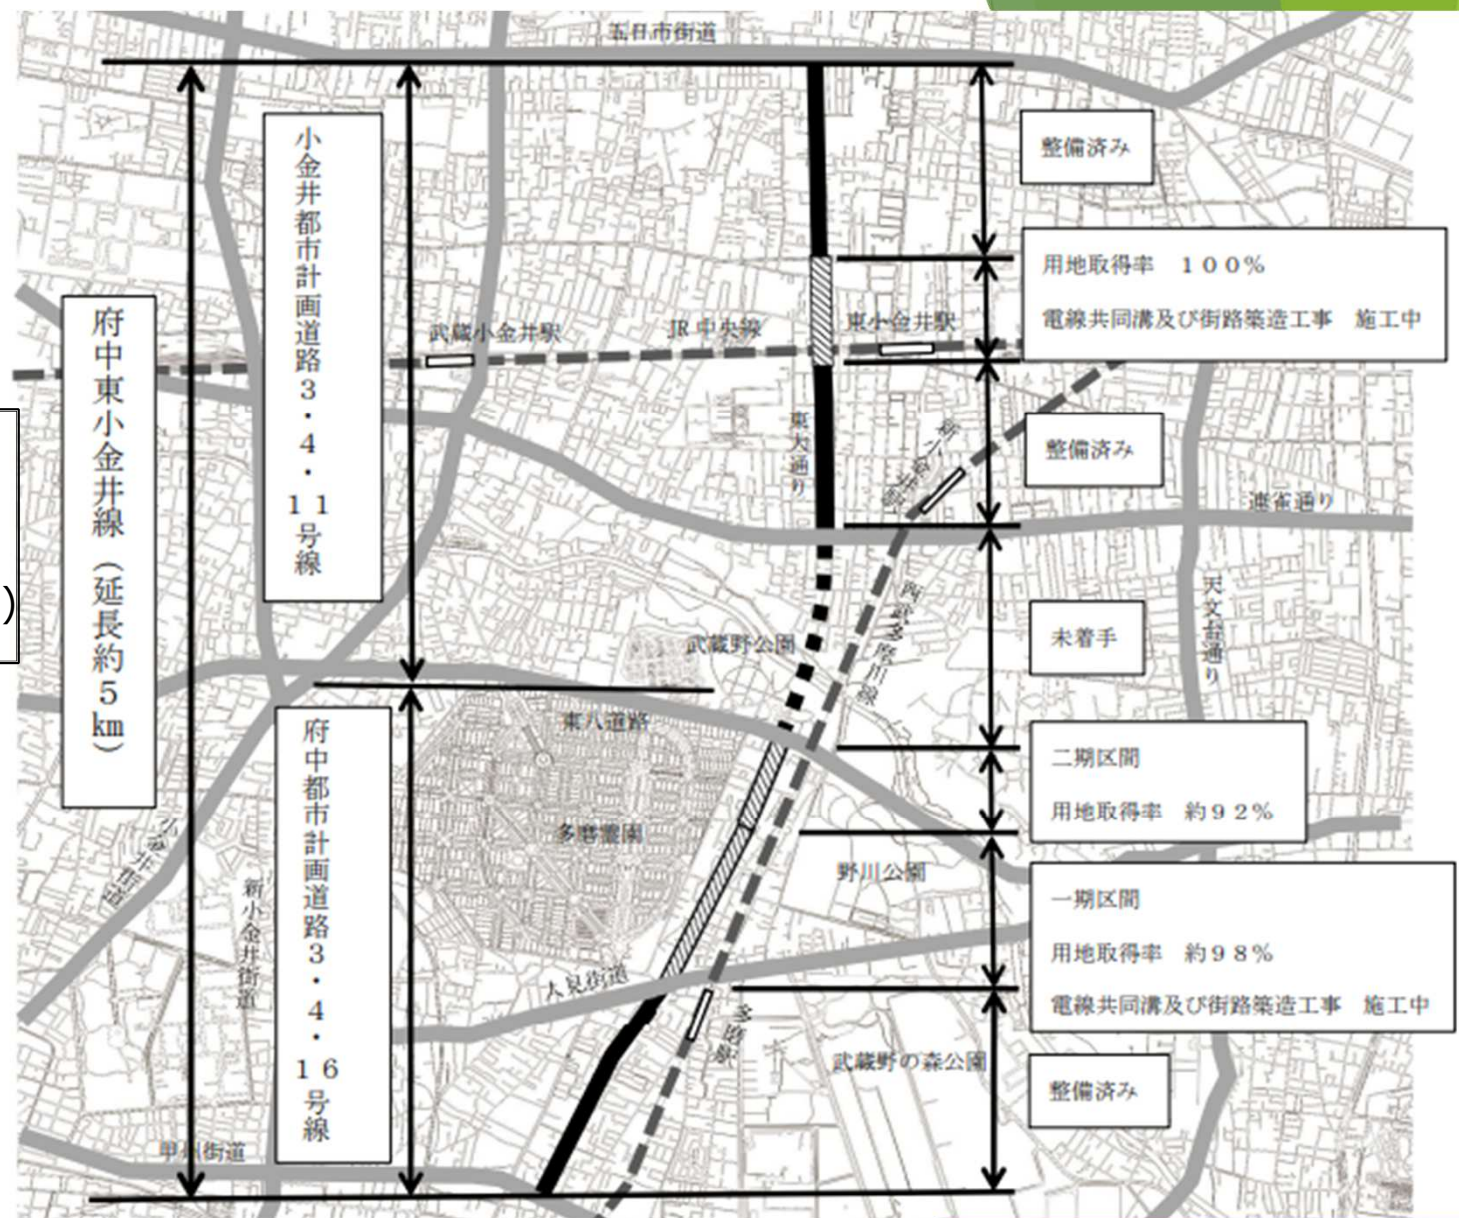 五日市街道
小金井都市計画道路3・4・11号線
整備済み
用地取得率 100%
電線共同溝及び街路築造工事 施工中
府中東小金井線（延長約5km）
武蔵小金井駅
JR中央線
東小金井駅
東大通り
整備済み
新小金井駅
連雀通り
)
西武多摩川線
天文台通り
未着手
武蔵野公園
東八道路
府中都市計画道路3・4・16号線
二期区間
用地取得率 約92%
多磨霊園
小金井街道
新小金井街道
野川公園
一期区間
用地取得率 約98%
電線共同溝及び街路築造工事 施工中
人見街道
多磨駅
武蔵野の森公園
整備済み
甲州街道